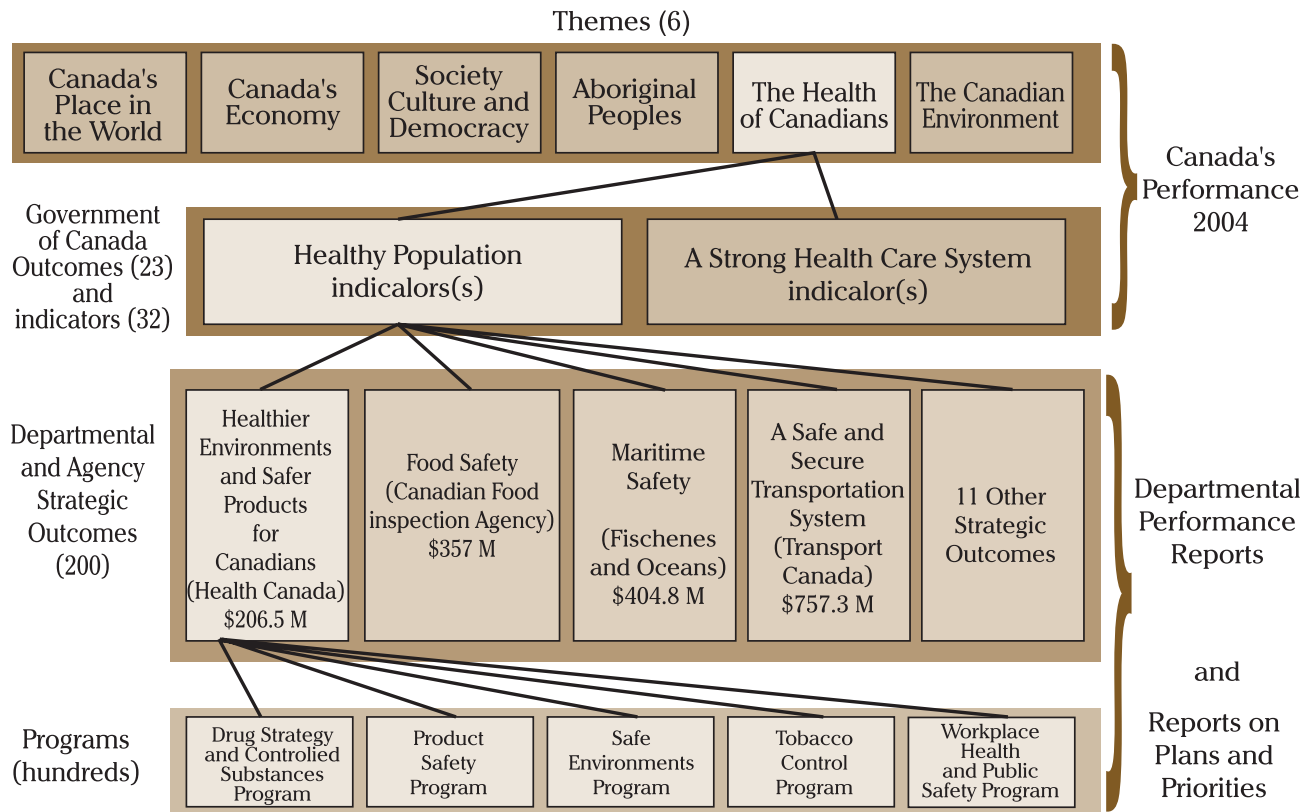 Themes (6)
Canada's
Place in
the World
Canada's
Economy
Society
Culture and
Democracy
Aboriginal
Peoples
The Health
of Canadians
The Canadian
Environment
Canada's
Performance
2004
Government
of Canada
Outcomes (23)
and
indicators (32)
Healthy Population
indicalors(s)
A Strong Health Care System
indicalor(s)
Departmental
and Agency
Strategic
Outcomes
(200)
Healthier
Environments
and Safer
Products
for
Canadians
(Health Canada)
$206.5 M
Food Safety
(Canadian Food
inspection Agency)
$357 M
Maritime
Safety
(Fischenes
and Oceans)
$404.8 M
A Safe and
Secure
Transportation
System
(Transport
Canada)
$757.3 M
11 Other
Strategic
Outcomes
Departmental
Performance
Reports
and
Reports on
Plans and
Priorities
Programs
(hundreds)
Drug Strategy
and Controlied
Substances
Program
Product
Safety
Program
Safe
Environments
Program
Tobacco
Control
Program
Workplace
Health
and Public
Safety Program